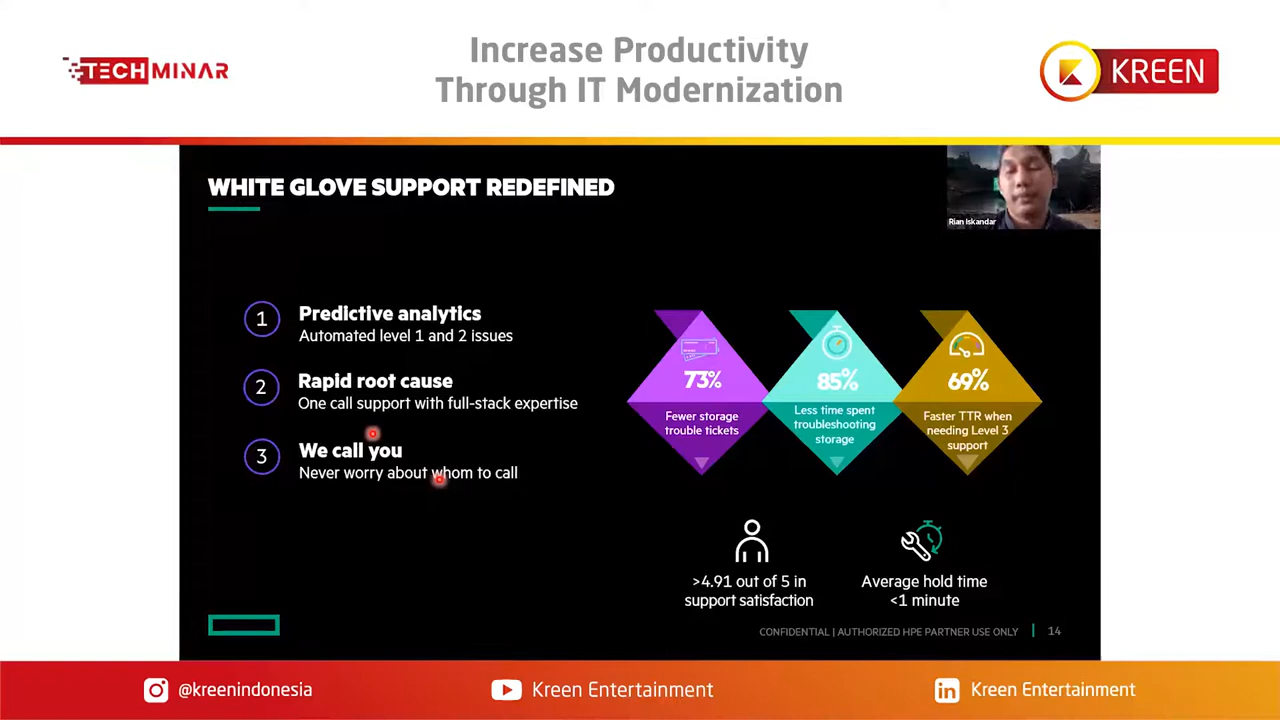 TECHMINAR
Increase Productivity
Through IT Modernization
KREEN
WHITE GLOVE SUPPORT REDEFINED
Rian Iskandar
1
Predictive analytics
Automated level 1 and 2 issues
2
Rapid root cause
One call support with full-stack expertise
3
We call you
Never worry about whom to call
73%
Fewer storage
trouble tickets
85%
Less time spent
troubleshooting
storage
69%
Faster TTR when
needing Level 3
support
>4.91 out of 5 in
support satisfaction
Average hold time
<1 minute
CONFIDENTIAL | AUTHORIZED HPE PARTNER USE ONLY
14
@kreenindonesia
Kreen Entertainment
in
Kreen Entertainment